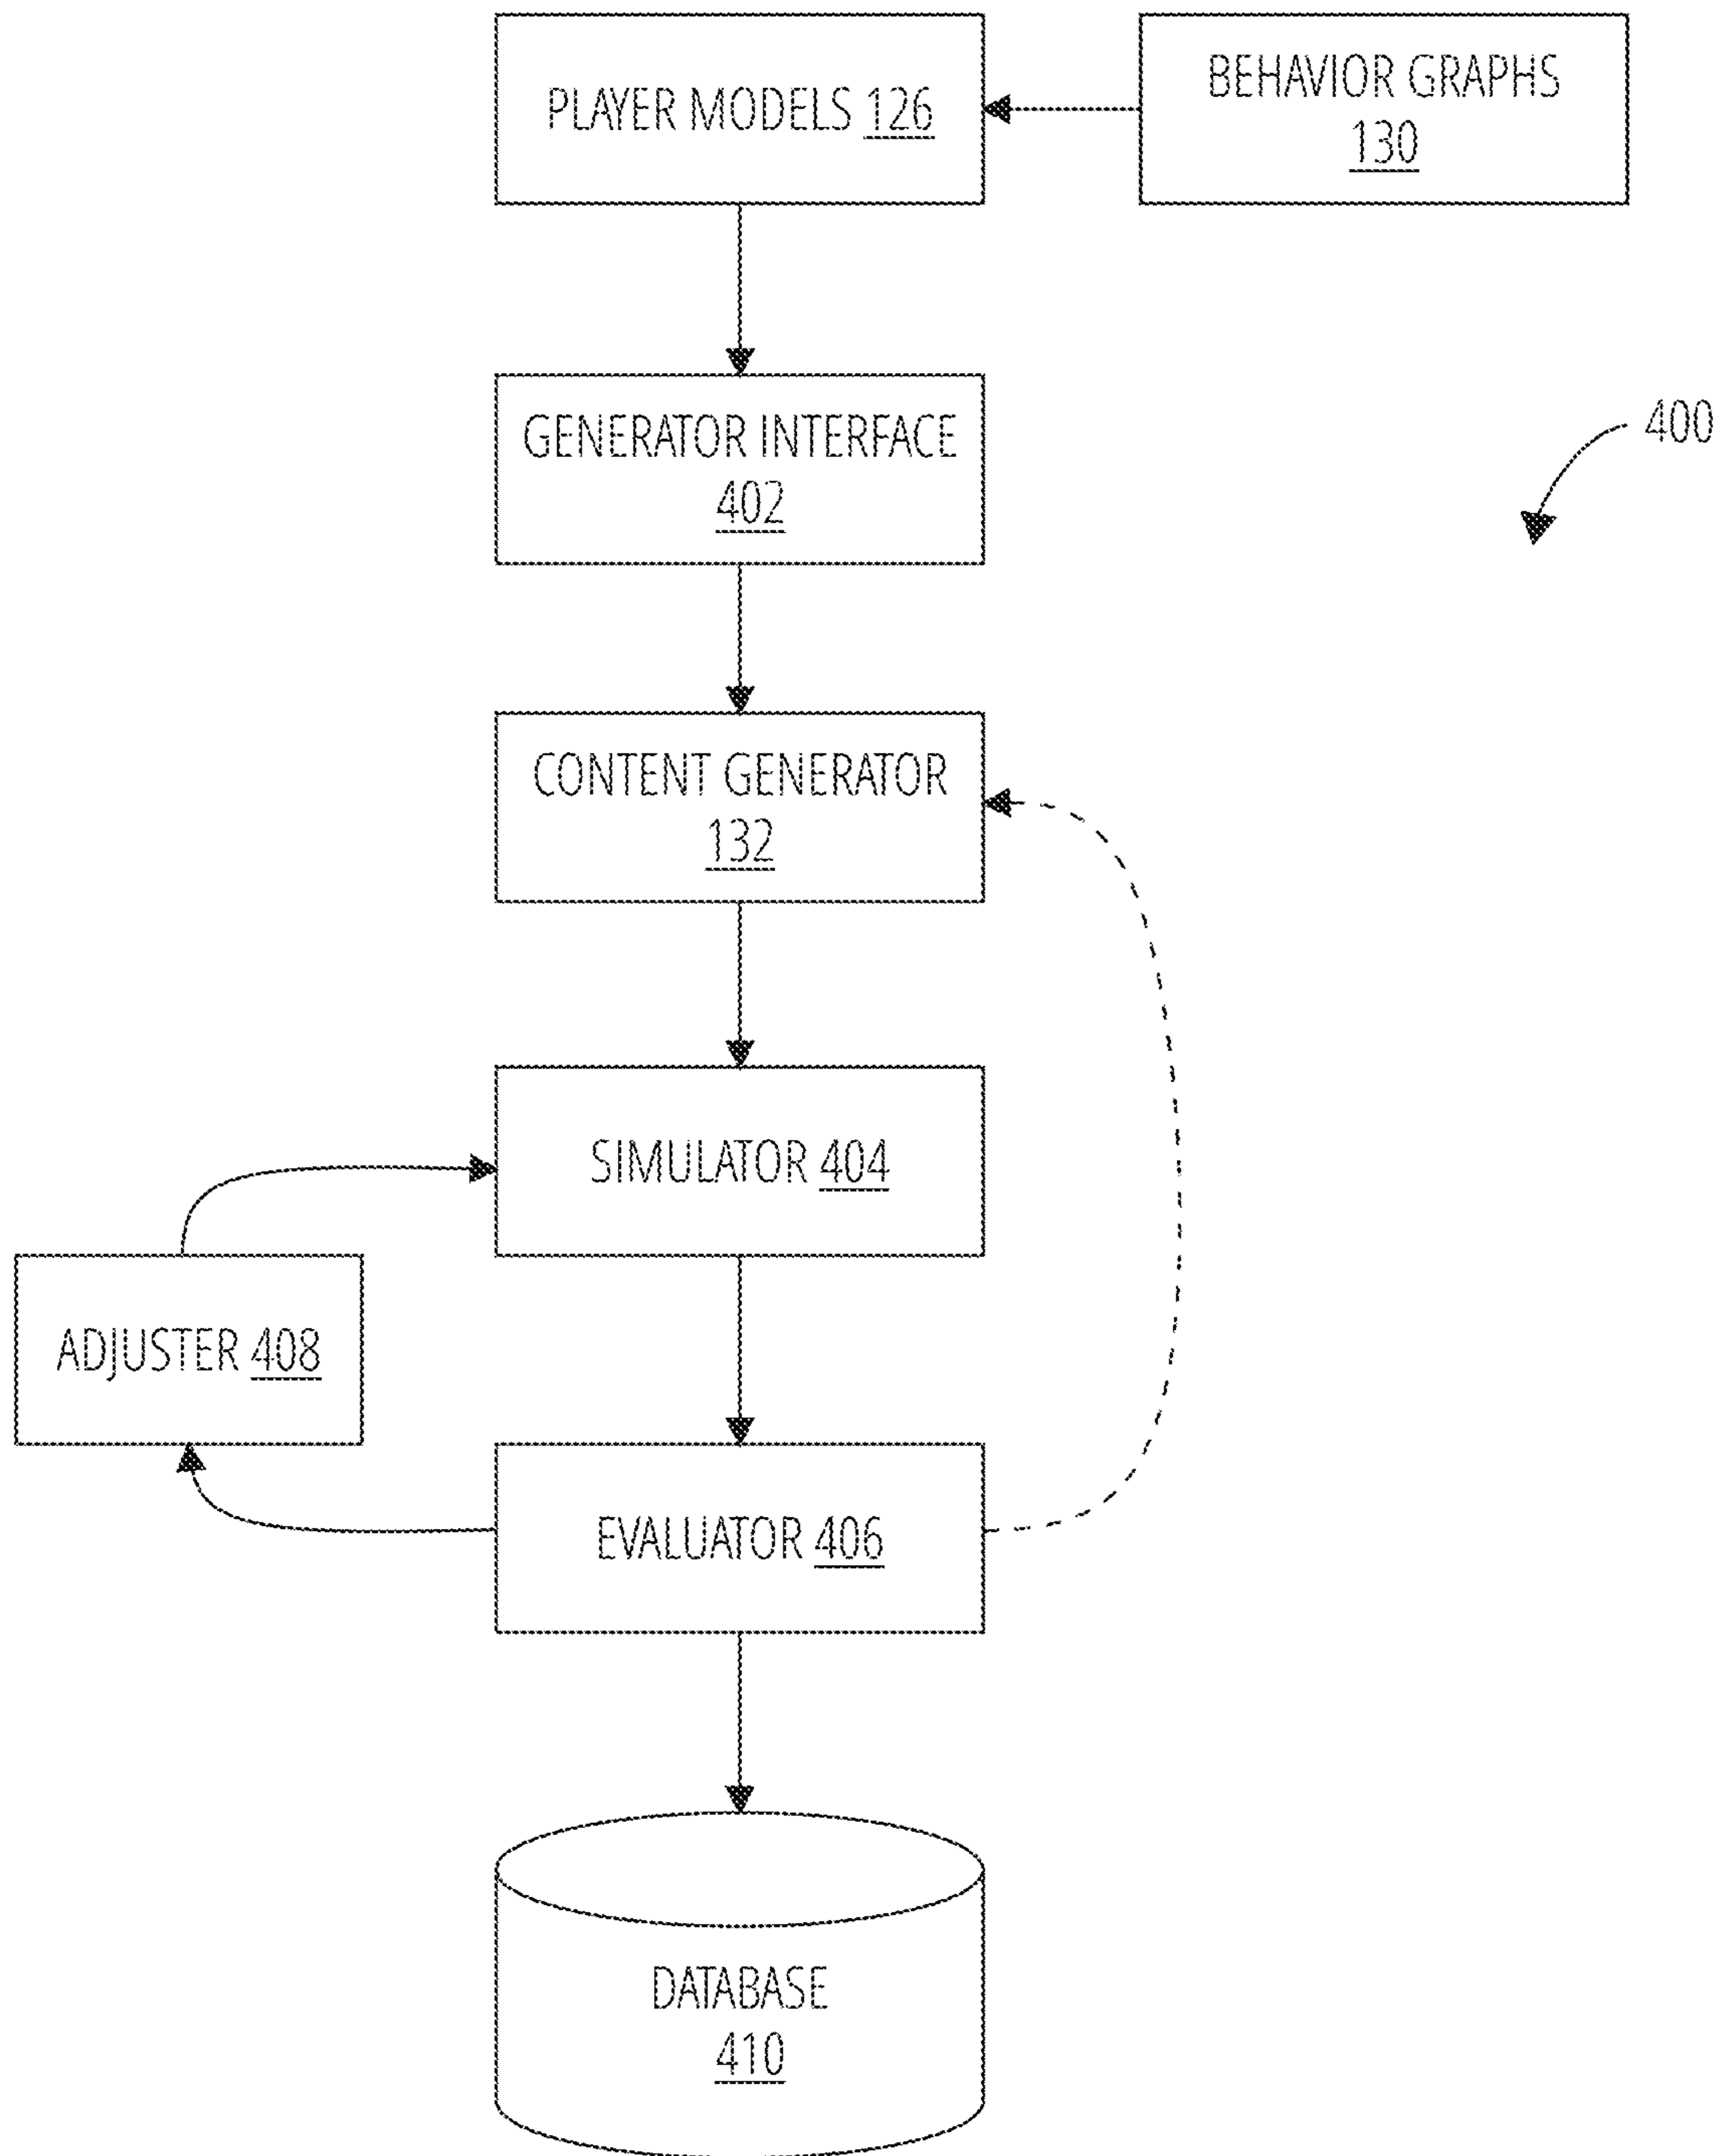 PLAYER MODELS 126
BEHAVIOR GRAPHS
130
GENERATOR INTERFACE
402
400
CONTENT GENERATOR
132
SIMULATOR 404
ADJUSTER 408
EVALUATOR 406
DATABASE
410